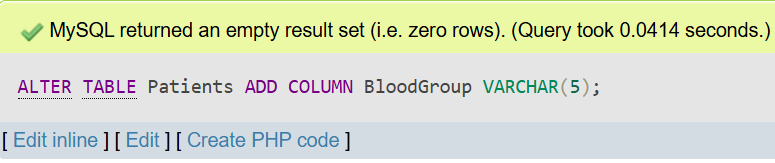 MySQL returned an empty result set (i.e. zero rows). (Query took 0.0414 seconds.)
ALTER TABLE Patients ADD COLUMN BloodGroup VARCHAR(5);
[ Edit inline ] [ Edit ] [ Create PHP code ]